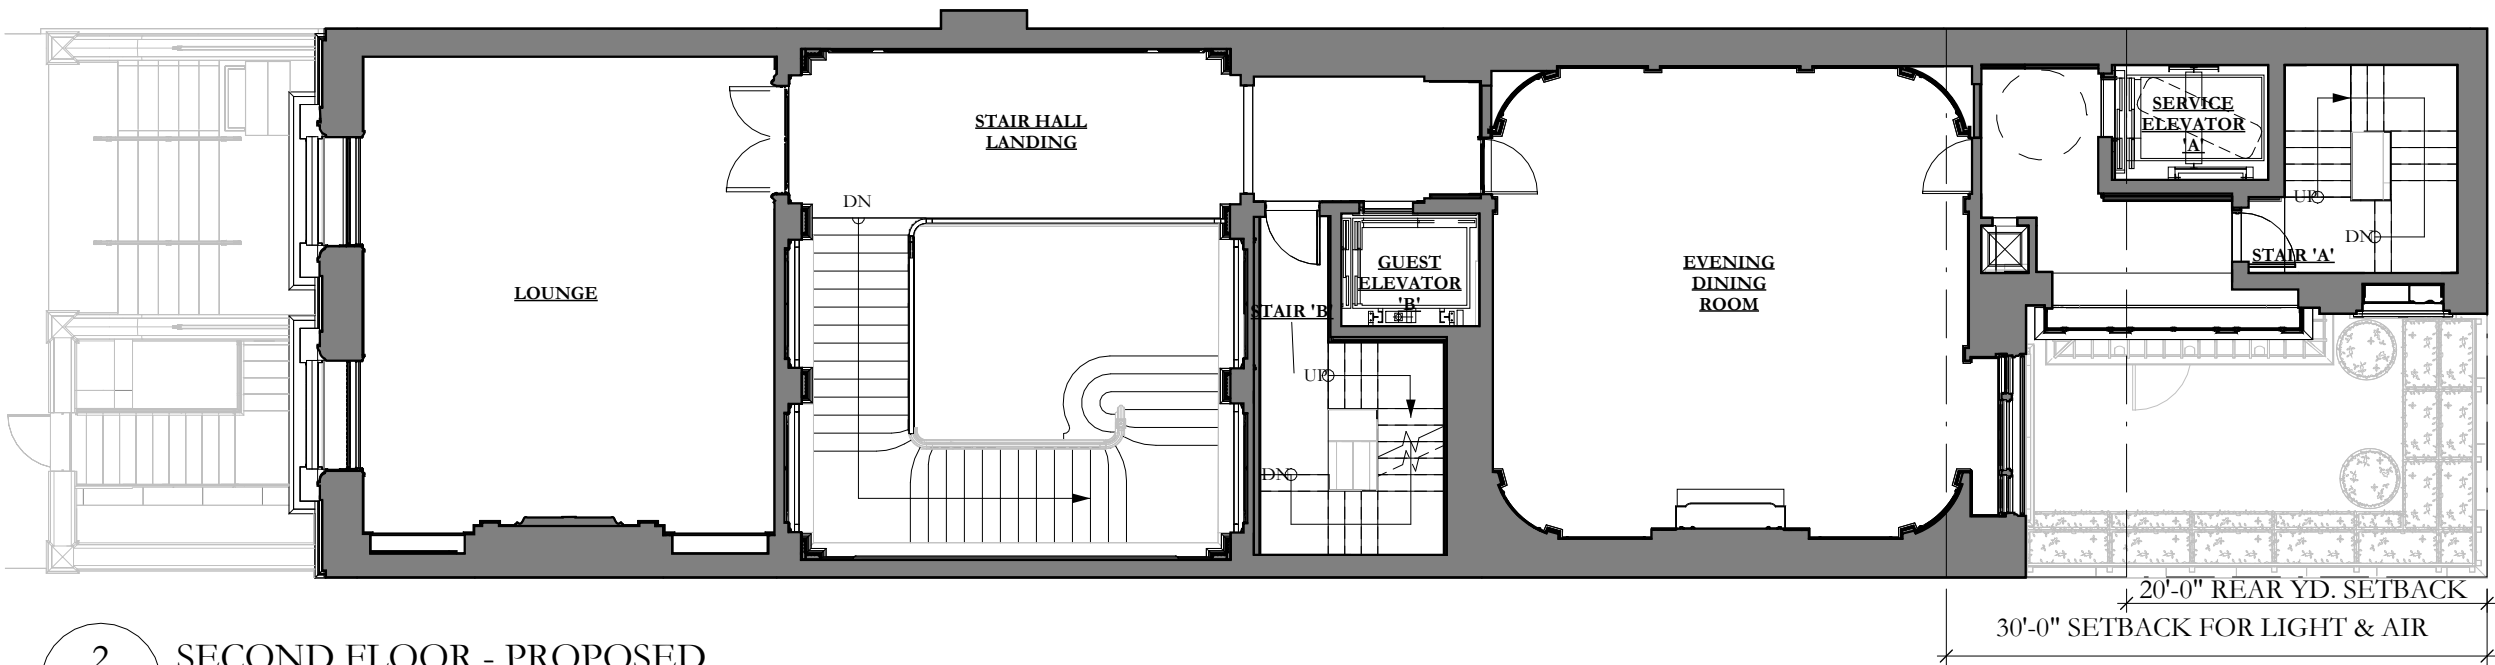 STAIR HALL
LANDING
SERVICE
ELEVATOR
'A'
DN
UP
DN
STAIR 'A'
LOUNGE
GUEST
ELEVATOR
'B'
EVENING
DINING
ROOM
STAIR 'B'
UP
DN
20'-0" REAR YD. SETBACK
30'-0" SETBACK FOR LIGHT & AIR
2
SECOND FLOOR - PROPOSED